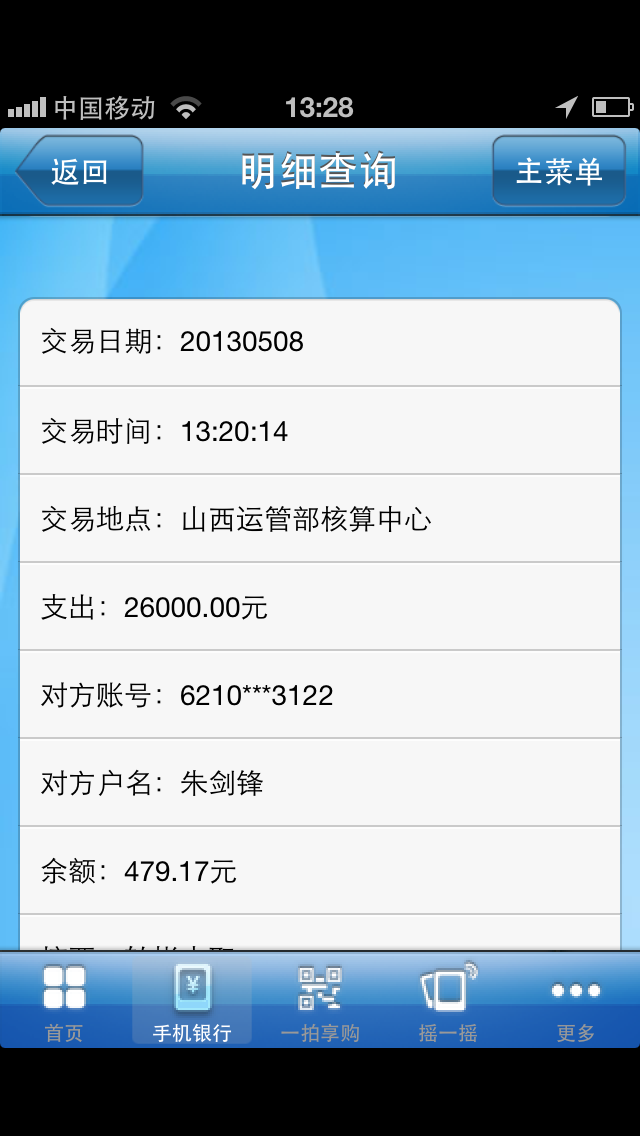 中国移动 13:28
返回 明细查询 主菜单
交易日期：20130508
交易时间：13:20:14
交易地点：山西运管部核算中心
支出：26000.00元
对方账号：6210***3122
对方户名：朱剑锋
余额：479.17元
¥
首页 手机银行 一拍享购 摇一摇 更多